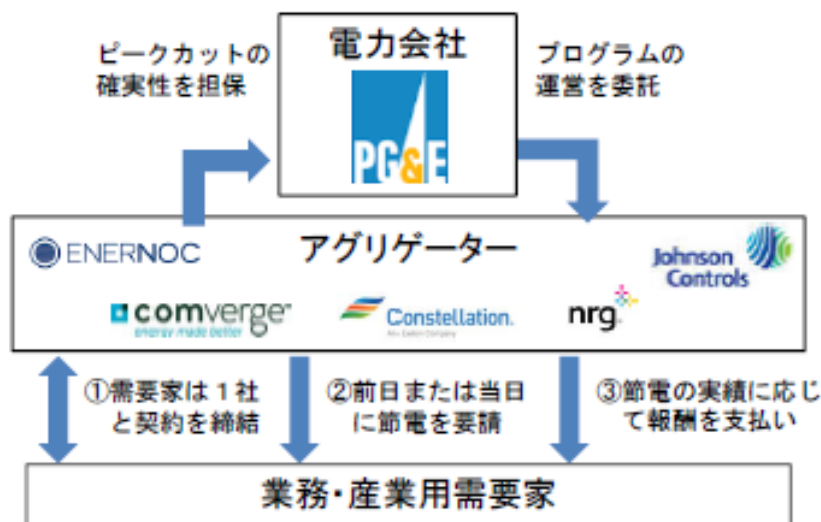 電力会社
ピークカットの
確実性を担保
プログラムの
運営を委託
PG&E
アグリゲーター
ENERNOC
Johnson
Controls
comverge
energy made better
Constellation.
nrg
①需要家は1社
と契約を締結
②前日または当日
に節電を要請
③節電の実績に応じ
て報酬を支払い
業務・産業用需要家